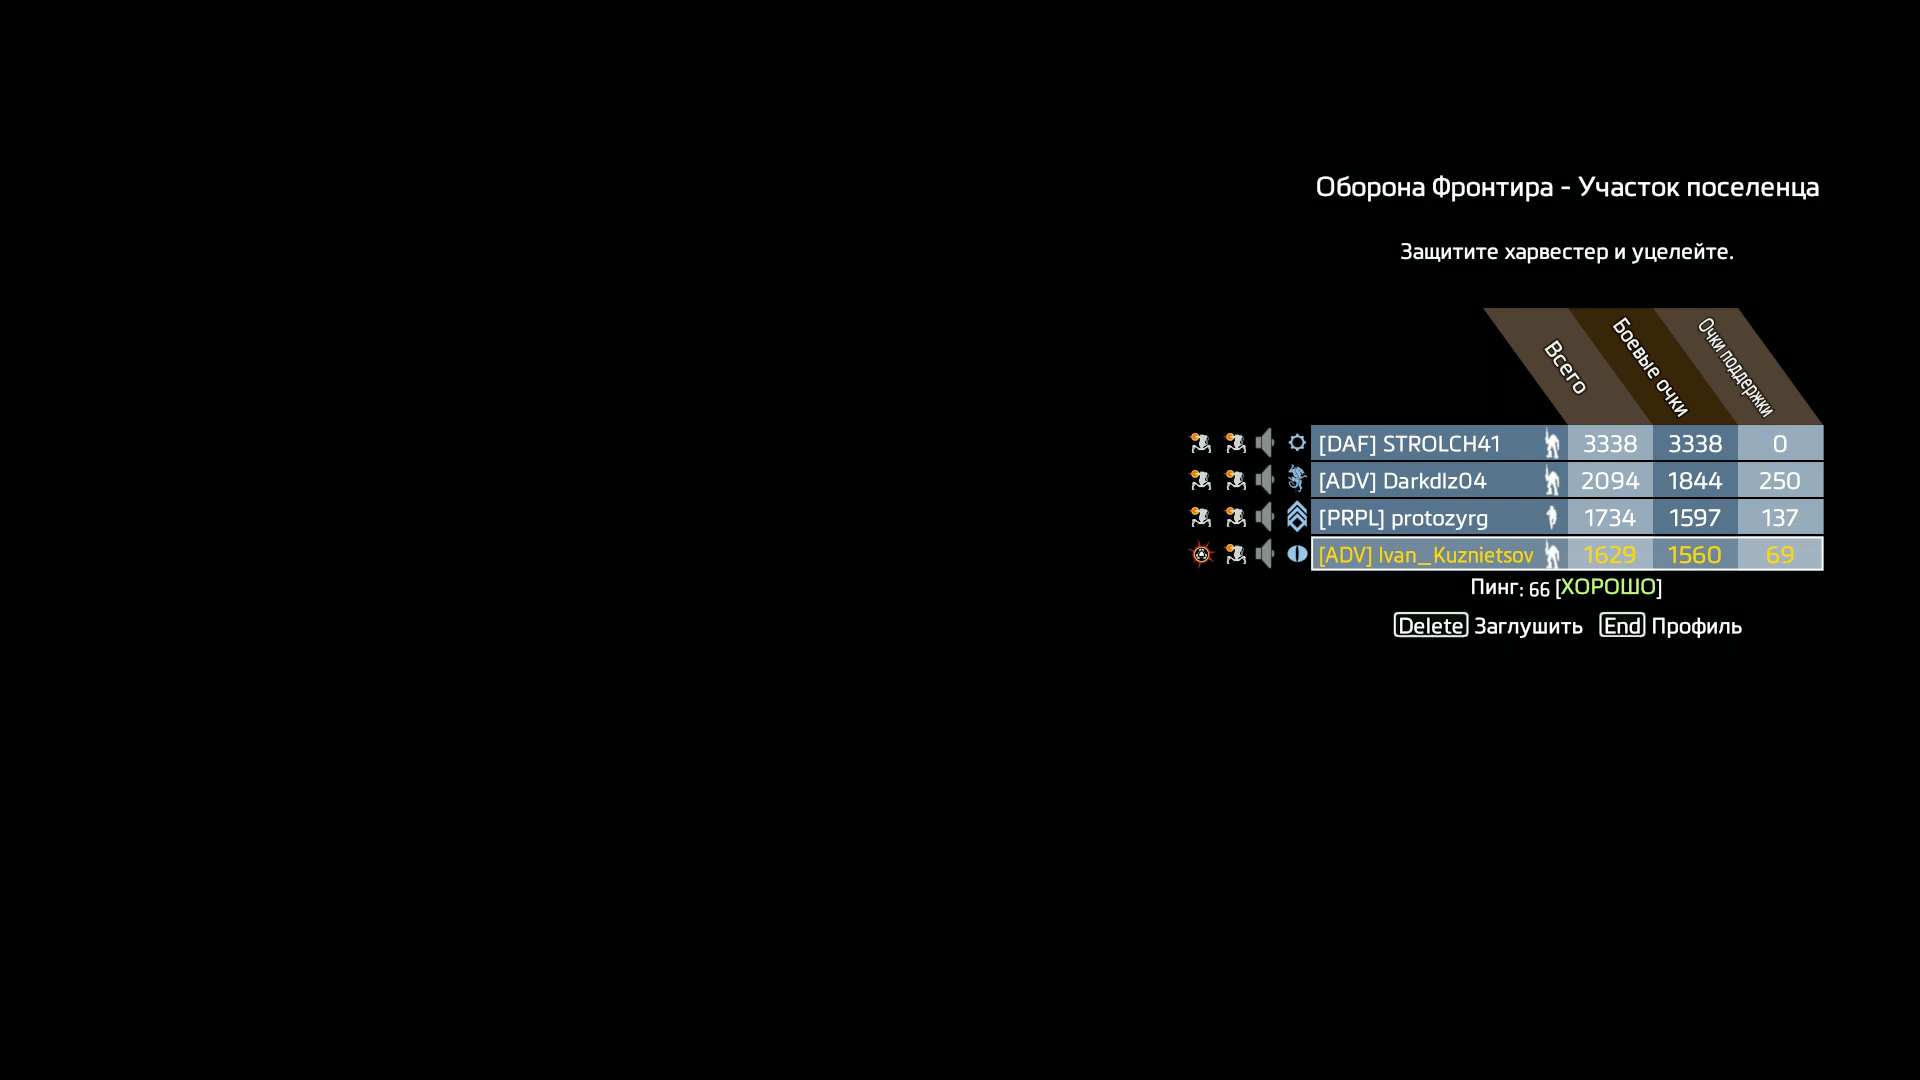 Оборона Фронтира - Участок поселенца
Защитите харвестер и уцелейте.
Всего Боевые очки Очки поддержки
[DAF] STROLCH41 3338 3338 0
[ADV] Darkdlz04 2094 1844 250
[PRPL] protozyrg 1734 1597 137
[ADV] Ivan_Kuznietsov 1629 1560 69
Пинг: 66 [ХОРОШО]
Delete Заглушить End Профиль